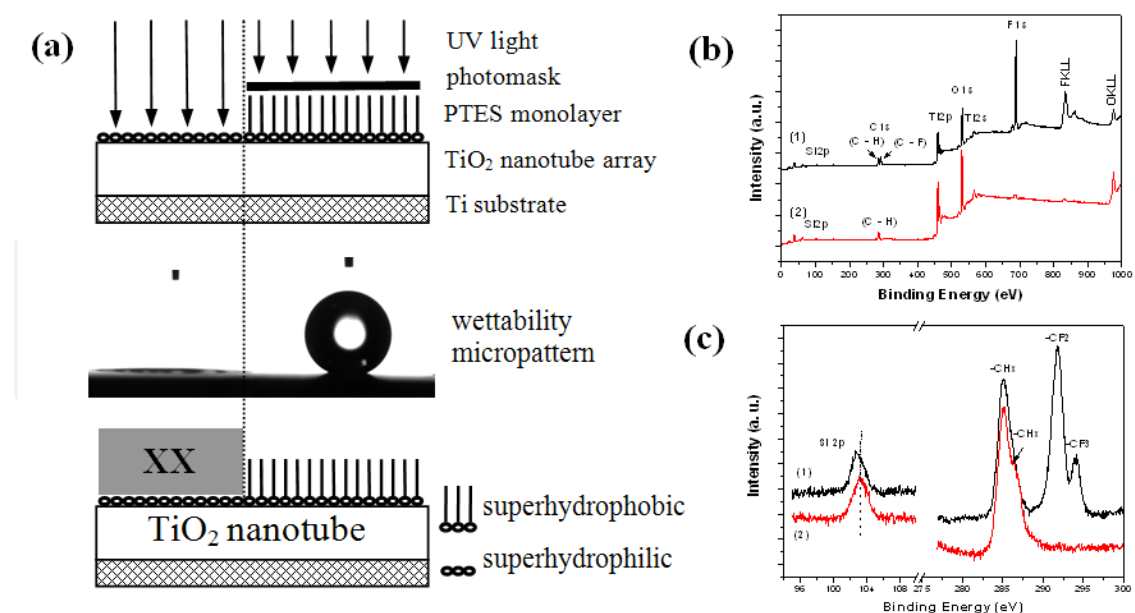 (a)
UV light
photomask
PTES monolayer
TiO₂ nanotube array
Ti substrate
wettability
micropattern
XX
TiO₂ nanotube
superhydrophobic
superhydrophilic
(b)
Intensity (a.u.)
F 1s
FKLL
OKLL
O 1s
Ti2p
Ti2s
C 1s
(C - H)
(C - F)
(1)
Si2p
(2)
Si2p
(C - H)
0 100 200 300 400 500 600 700 800 900 1000
Binding Energy (eV)
(c)
Intensity (a. u.)
-CF2
-CHx
-CHx
-CF3
Si 2p
(1)
(2)
96 100 104 108 275 280 285 290 295 300
Binding Energy (eV)